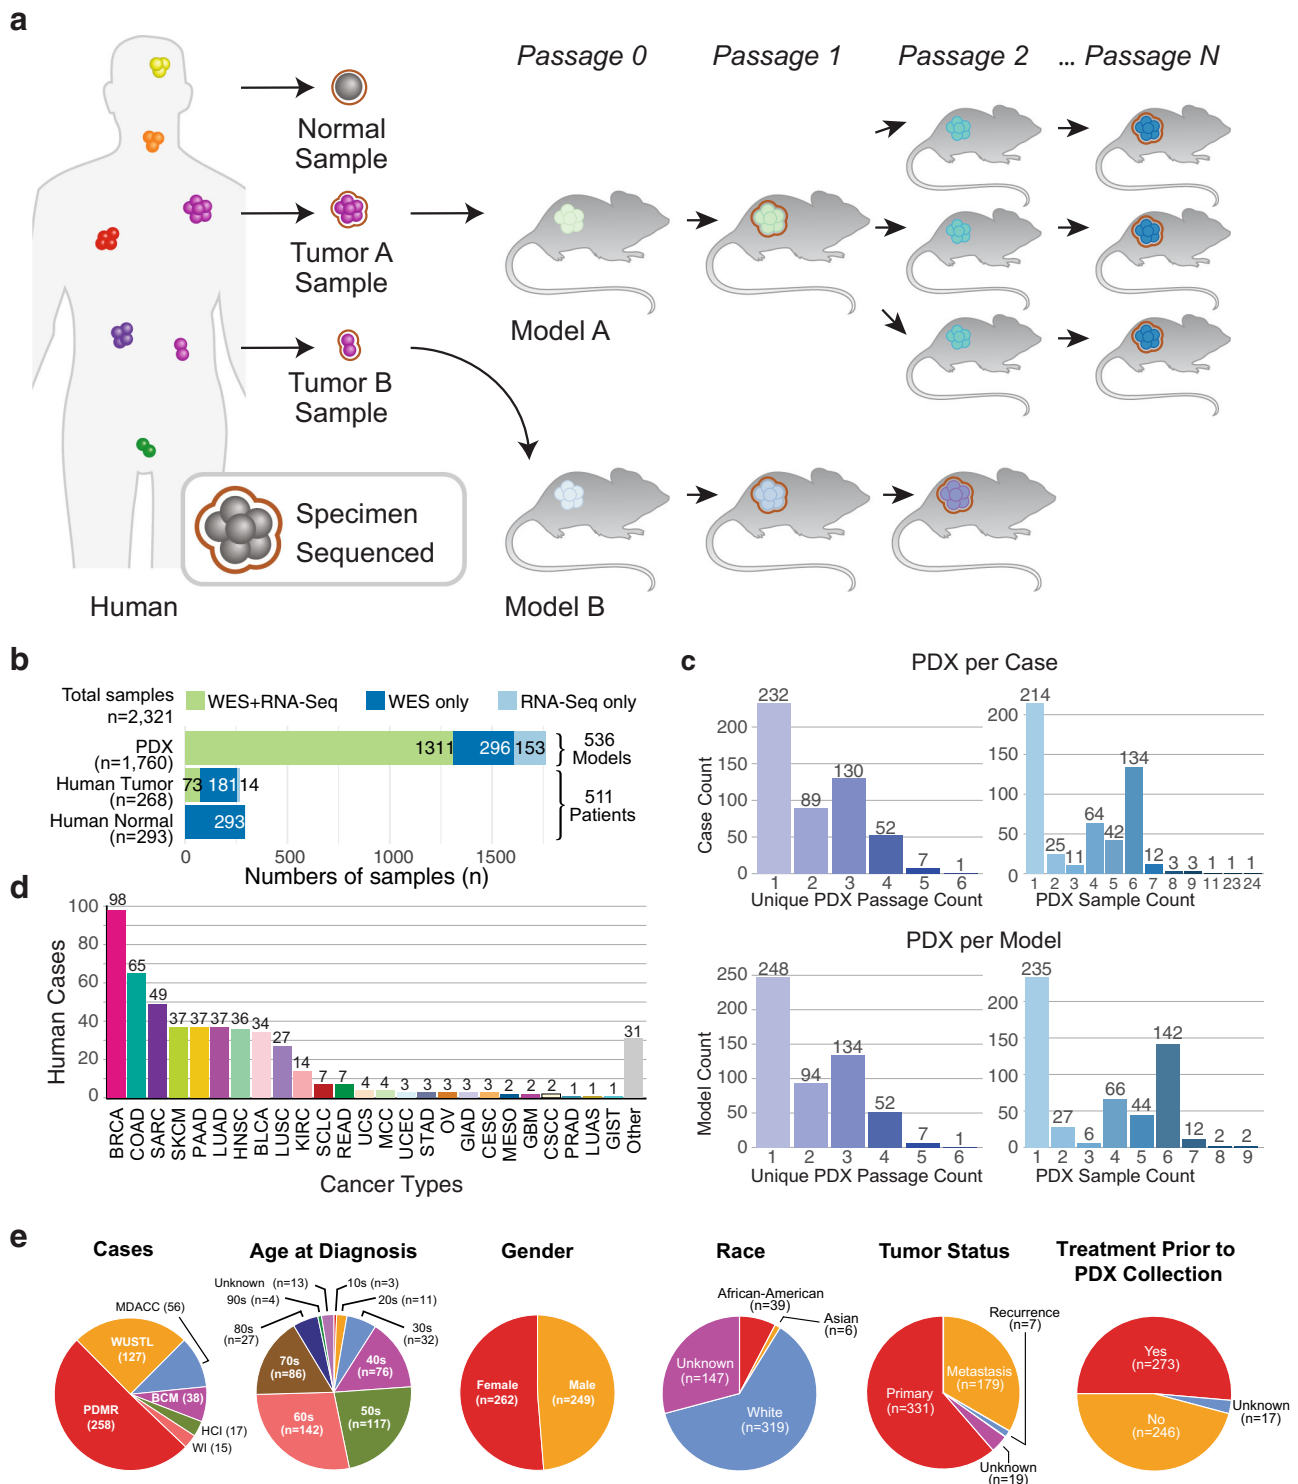 a
Passage 0
Passage 1
Passage 2
... Passage N
Normal
Sample
Tumor A
Sample
Model A
Tumor B
Sample
Specimen
Sequenced
Human
Model B
b
Total samples
n=2,321
WES+RNA-Seq
WES only
RNA-Seq only
PDX
(n=1,760)
1311
296
153
536
Models
Human Tumor
(n=268)
73
181
14
511
Patients
Human Normal
(n=293)
293
0
500
1000
1500
Numbers of samples (n)
c
PDX per Case
Case Count
200
150
100
50
0
232
89
130
52
7
1
1 2 3 4 5 6
Unique PDX Passage Count
200
150
100
50
0
214
25
11
64
42
134
12
3
3
1
1
1
1 2 3 4 5 6 7 8 9 11 23 24
PDX Sample Count
PDX per Model
Model Count
250
200
150
100
50
0
248
94
134
52
7
1
1 2 3 4 5 6
Unique PDX Passage Count
200
150
100
50
0
235
27
6
66
44
142
12
2
2
1 2 3 4 5 6 7 8 9
PDX Sample Count
d
Human Cases
100
80
60
40
20
0
98
65
49
37
37
37
36
34
27
14
7
7
4
4
3
3
3
3
3
2
2
2
1
1
1
31
BRCA
COAD
SARC
SKCM
PAAD
LUAD
HNSC
BLCA
LUSC
KIRC
SCLC
READ
UCS
MCC
UCEC
STAD
OV
GIAD
CESC
MESO
GBM
CSCC
PRAD
LUAS
GIST
Other
Cancer Types
e
Cases
MDACC (56)
WUSTL
(127)
BCM (38)
PDMR
(258)
HCI (17)
WI (15)
Age at Diagnosis
Unknown (n=13)
10s (n=3)
90s (n=4)
20s (n=11)
80s
(n=27)
30s
(n=32)
70s
(n=86)
40s
(n=76)
60s
(n=142)
50s
(n=117)
Gender
Female
(n=262)
Male
(n=249)
Race
African-American
(n=39)
Asian
(n=6)
Unknown
(n=147)
White
(n=319)
Tumor Status
Recurrence
(n=7)
Metastasis
(n=179)
Primary
(n=331)
Unknown
(n=19)
Treatment Prior to
PDX Collection
Yes
(n=273)
Unknown
(n=17)
No
(n=246)